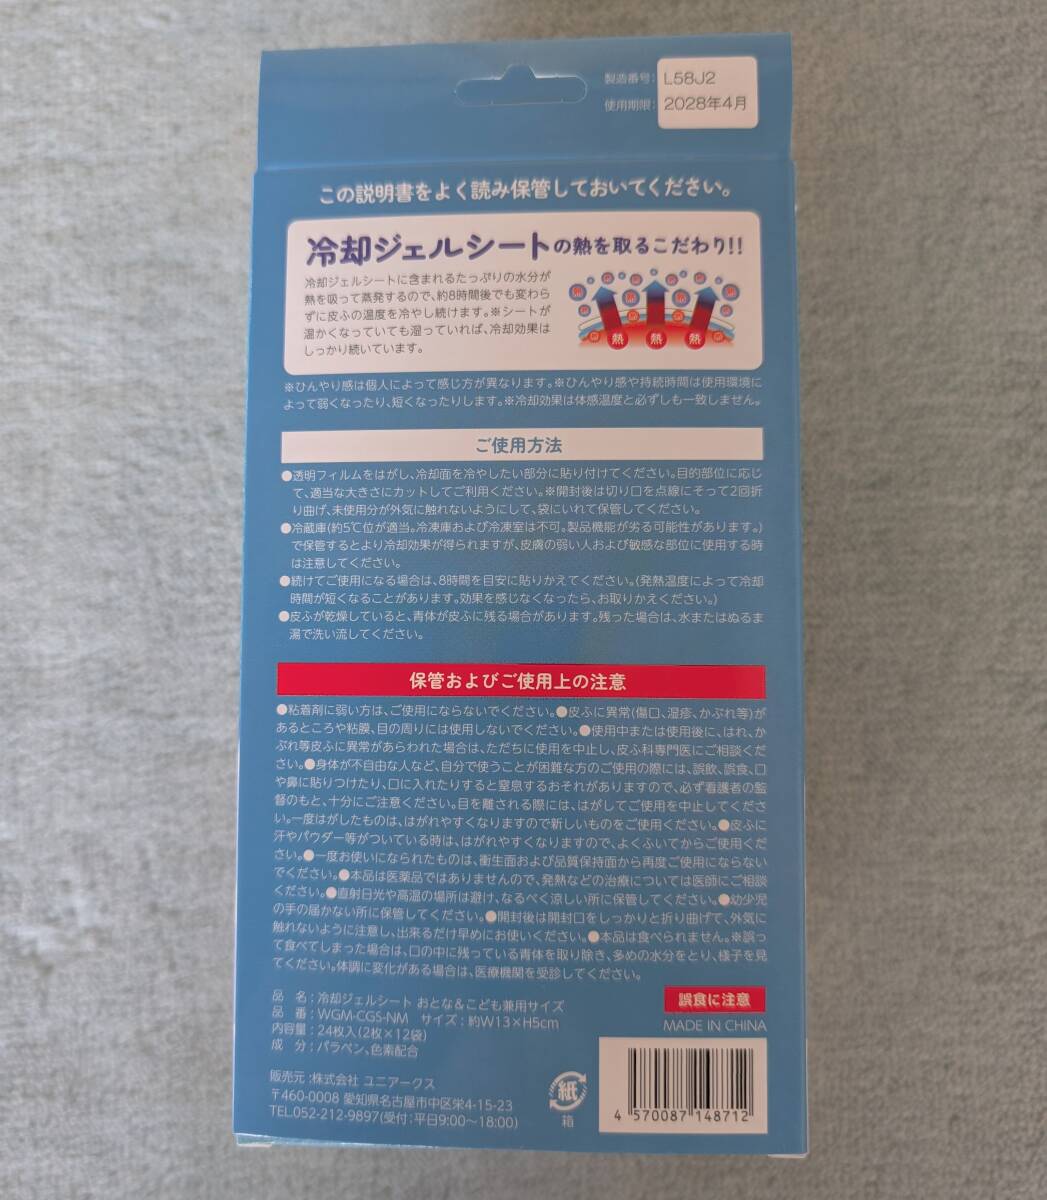 製造番号: L58J2
使用期限: 2028年4月
この説明書をよく読み保管しておいてください。
冷却ジェルシートの熱を取るこだわり!!
冷却ジェルシートに含まれるたっぷりの水分が
熱を吸って蒸発するので、約8時間後でも変わら
ずに皮ふの温度を冷やし続けます。※シートが
温かくなっていても湿っていれば、冷却効果は
しっかり続いています。
熱 熱 熱
※ひんやり感は個人によって感じ方が異なります。※ひんやり感や持続時間は使用環境に
よって弱くなったり、短くなったりします。※冷却効果は体感温度と必ずしも一致しません。
ご使用方法
●透明フィルムをはがし、冷却面を冷やしたい部分に貼り付けてください。目的部位に応じ
て、適当な大きさにカットしてご利用ください。※開封後は切り口を点線にそって2回折
り曲げ、未使用分が外気に触れないようにして、袋にいれて保管してください。
●冷蔵庫(約5℃位が適当。冷凍庫および冷凍室は不可。製品機能が劣る可能性があります。)
で保管するとより冷却効果が得られますが、皮膚の弱い人および敏感な部位に使用する時
は注意してください。
●続けてご使用になる場合は、8時間を目安に貼りかえてください。(発熱温度によって冷却
時間が短くなることがあります。効果を感じなくなったら、お取りかえください。)
●皮ふが乾燥していると、青体が皮ふに残る場合があります。残った場合は、水またはぬるま
湯で洗い流してください。
保管およびご使用上の注意
●粘着剤に弱い方は、ご使用にならないでください。●皮ふに異常(傷口、湿疹、かぶれ等)が
あるところや粘膜、目の周りには使用しないでください。●使用中または使用後に、はれ、か
ぶれ等皮ふに異常があらわれた場合は、ただちに使用を中止し、皮ふ科専門医にご相談くだ
さい。●身体が不自由な人など、自分で使うことが困難な方のご使用の際には、誤飲、誤食、口
や鼻に貼りつけたり、口に入れたりすると窒息するおそれがありますので、必ず看護者の監
督のもと、十分にご注意ください。目を離される際には、はがしてご使用を中止してくださ
い。一度はがしたものは、はがれやすくなりますので新しいものをご使用ください。●皮ふに
汗やパウダー等がついている時は、はがれやすくなりますので、よくふいてからご使用くだ
さい。●一度お使いになられたものは、衛生面および品質保持面から再度ご使用にならない
でください。●本品は医薬品ではありませんので、発熱などの治療については医師にご相談
ください。●直射日光や高温の場所は避け、なるべく涼しい所に保管してください。●幼少児
の手の届かない所に保管してください。●開封後は開封口をしっかりと折り曲げて、外気に
触れないように注意し、出来るだけ早めにお使いください。●本品は食べられません。※誤っ
て食べてしまった場合は、口の中に残っている青体を取り除き、多めの水分をとり、様子を見
てください。体調に変化がある場合は、医療機関を受診してください。
品 名：冷却ジェルシート おとな＆こども兼用サイズ
品 番：WGM-CGS-NM サイズ：約W13×H5cm
内容量：24枚入(2枚×12袋)
成 分：パラベン、色素配合
誤食に注意
MADE IN CHINA
販売元：株式会社 ユニアークス
〒460-0008 愛知県名古屋市中区栄4-15-23
TEL.052-212-9897(受付：平日9:00〜18:00)
紙
箱
4 570087 148712